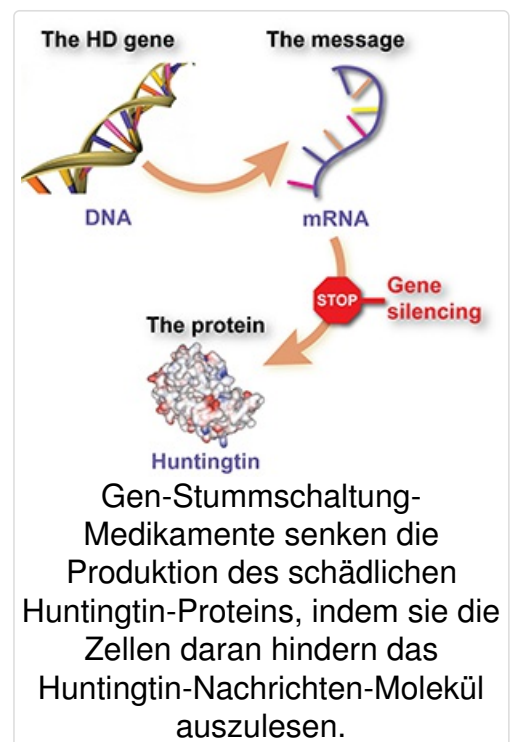 The HD gene
The message
DNA
mRNA
STOP
Gene
silencing
The protein
Huntingtin
Gen-Stummschaltung-
Medikamente senken die
Produktion des schädlichen
Huntingtin-Proteins, indem sie die
Zellen daran hindern das
Huntingtin-Nachrichten-Molekül
auszulesen.